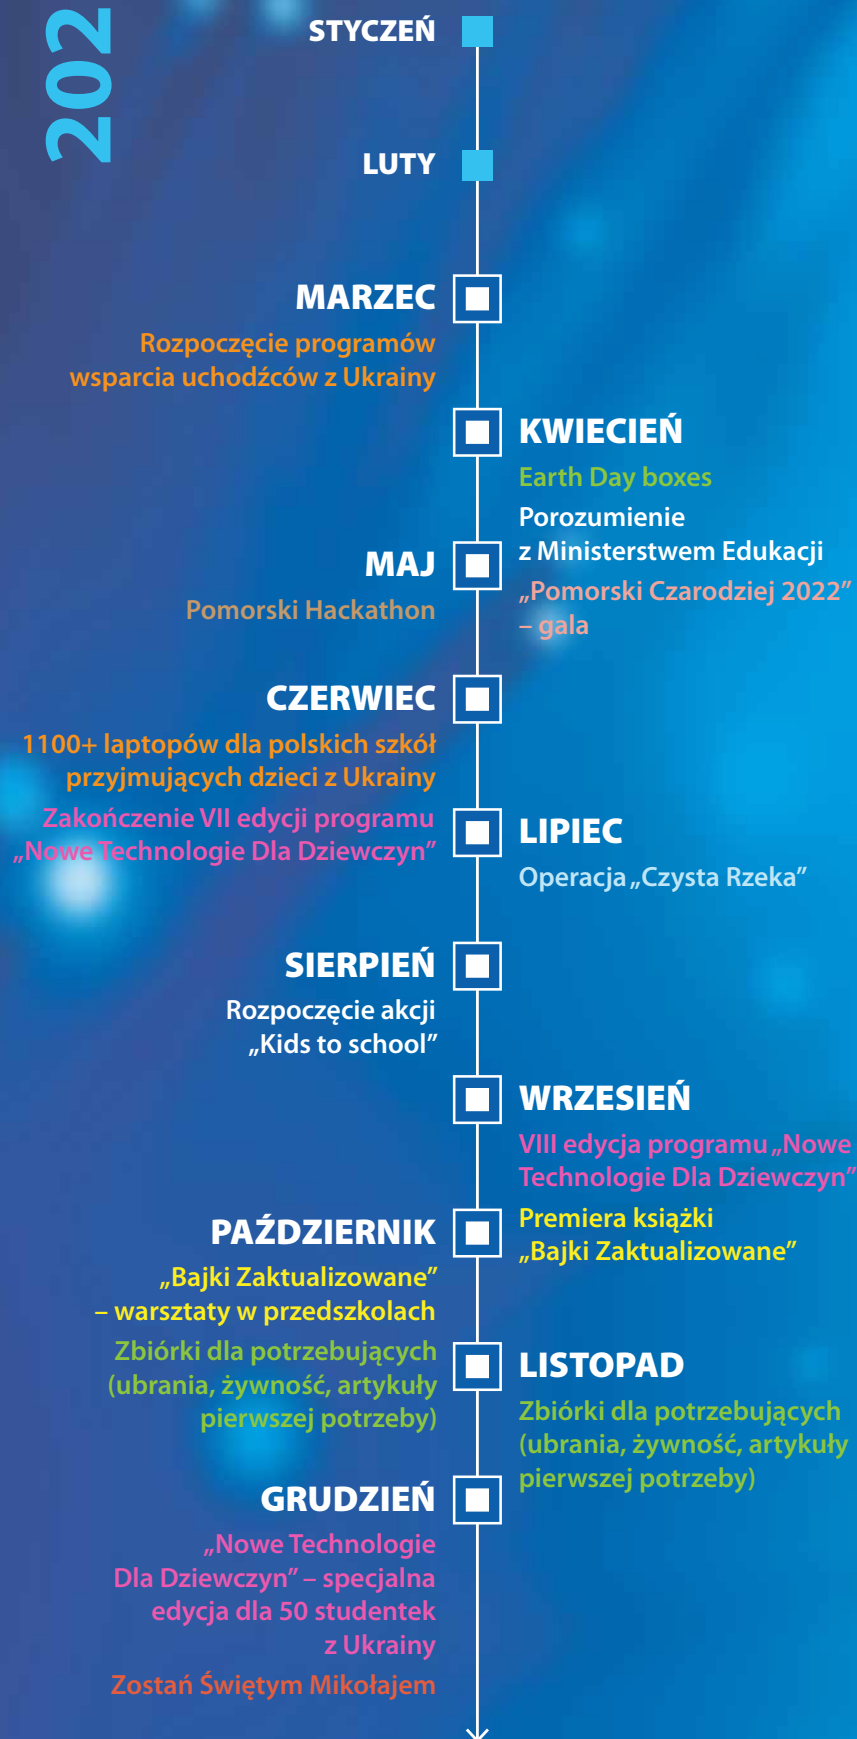 202
STYCZEŃ
LUTY
MARZEC
Rozpoczęcie programów
wsparcia uchodźców z Ukrainy
KWIECIEŃ
Earth Day boxes
Porozumienie
z Ministerstwem Edukacji
„Pomorski Czarodziej 2022”
– gala
MAJ
Pomorski Hackathon
CZERWIEC
1100+ laptopów dla polskich szkół
przyjmujących dzieci z Ukrainy
Zakończenie VII edycji programu
„Nowe Technologie Dla Dziewczyn”
LIPIEC
Operacja „Czysta Rzeka”
SIERPIEŃ
Rozpoczęcie akcji
„Kids to school”
WRZESIEŃ
VIII edycja programu „Nowe
Technologie Dla Dziewczyn”
Premiera książki
„Bajki Zaktualizowane”
PAŹDZIERNIK
„Bajki Zaktualizowane”
– warsztaty w przedszkolach
Zbiórki dla potrzebujących
(ubrania, żywność, artykuły
pierwszej potrzeby)
LISTOPAD
Zbiórki dla potrzebujących
(ubrania, żywność, artykuły
pierwszej potrzeby)
GRUDZIEŃ
„Nowe Technologie
Dla Dziewczyn” – specjalna
edycja dla 50 studentek
z Ukrainy
Zostań Świętym Mikołajem